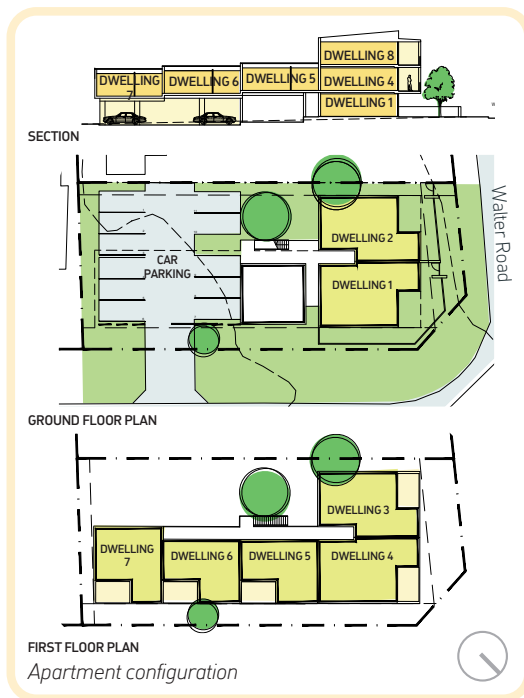 DWELLING 8
DWELLING
7
DWELLING 6
DWELLING 5
DWELLING 4
DWELLING 1
SECTION
Walter Road
DWELLING 2
CAR
PARKING
DWELLING 1
GROUND FLOOR PLAN
DWELLING 3
DWELLING
7
DWELLING 6
DWELLING 5
DWELLING 4
FIRST FLOOR PLAN
Apartment configuration